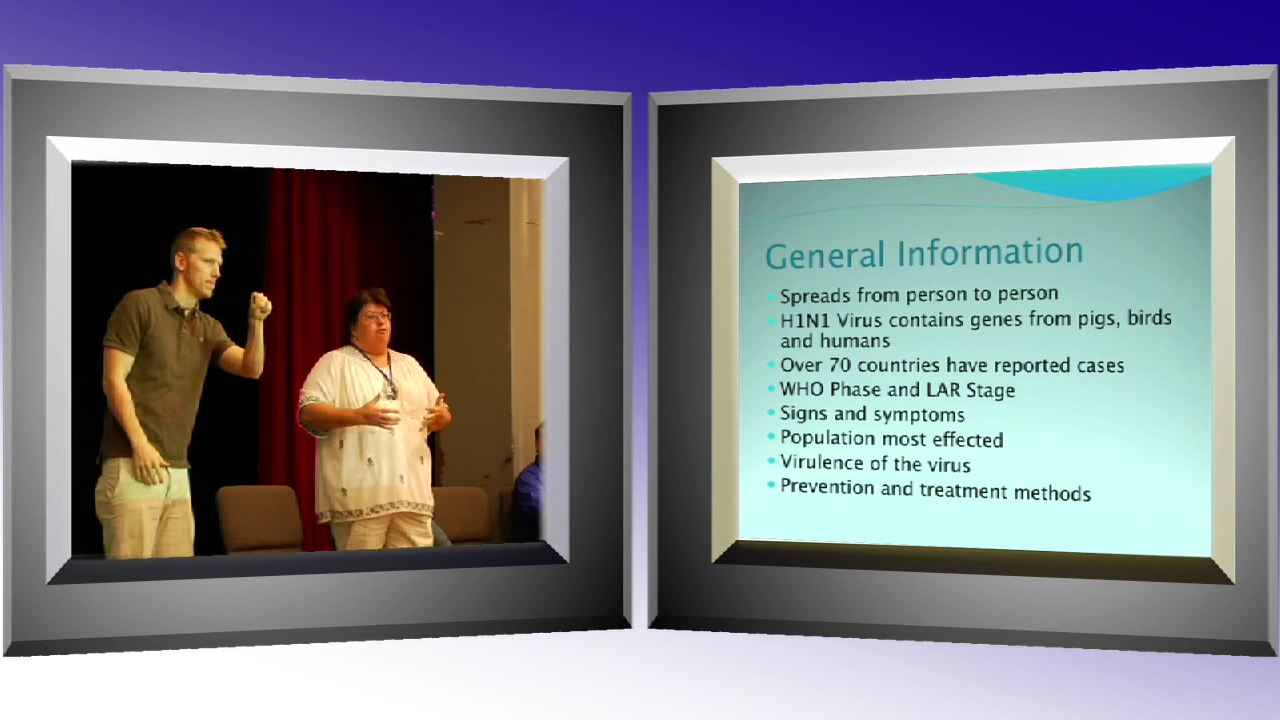 General Information
Spreads from person to person
H1N1 Virus contains genes from pigs, birds
and humans
Over 70 countries have reported cases
WHO Phase and LAR Stage
Signs and symptoms
Population most effected
Virulence of the virus
Prevention and treatment methods